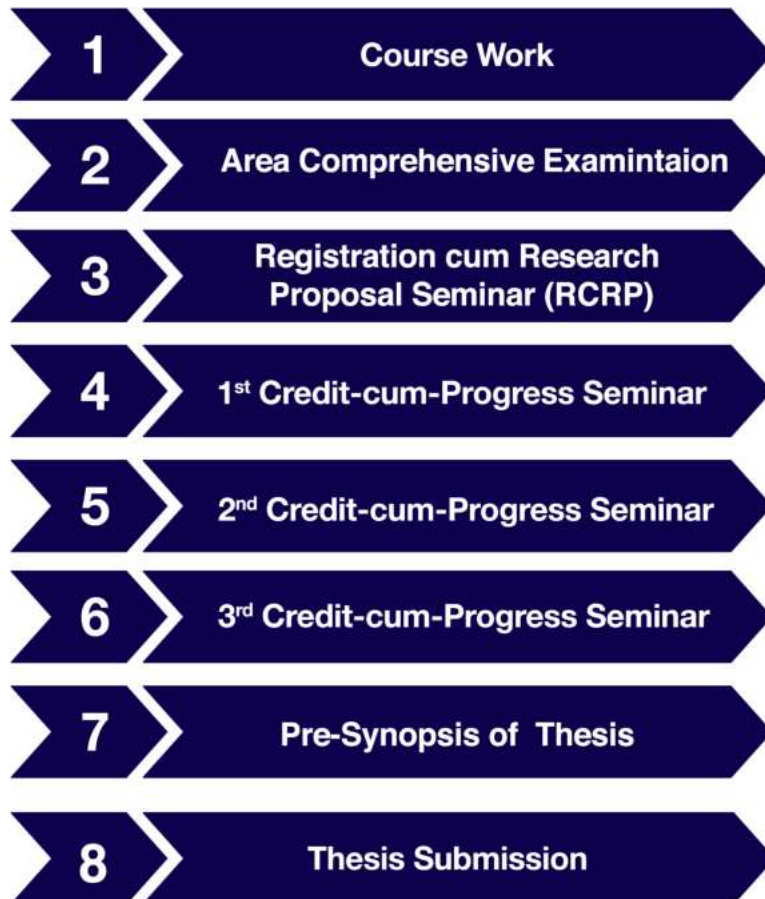 1
Course Work
2
Area Comprehensive Examintaion
3
Registration cum Research
Proposal Seminar (RCRP)
4
1st Credit-cum-Progress Seminar
5
2nd Credit-cum-Progress Seminar
6
3rd Credit-cum-Progress Seminar
7
Pre-Synopsis of Thesis
8
Thesis Submission